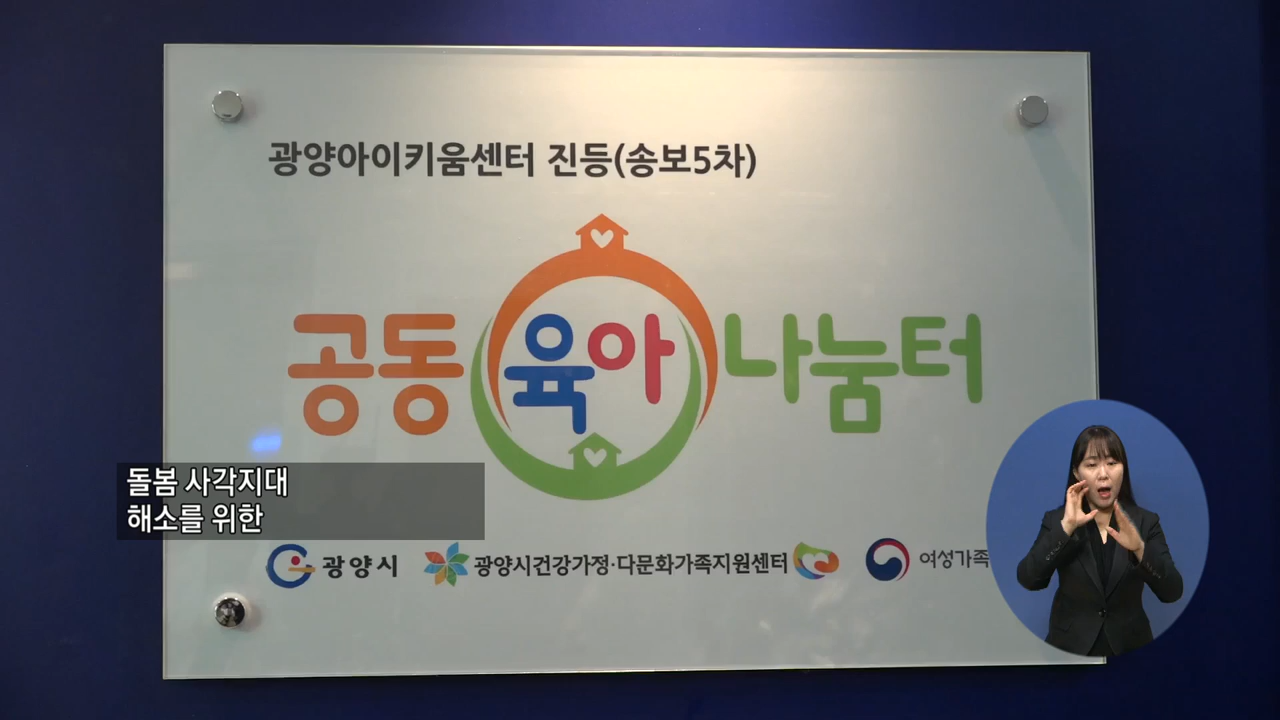 광양아이키움센터 진등(송보5차)
공동육아나눔터
돌봄 사각지대
해소를 위한
광양시 광양시건강가정·다문화가족지원센터 여성가족